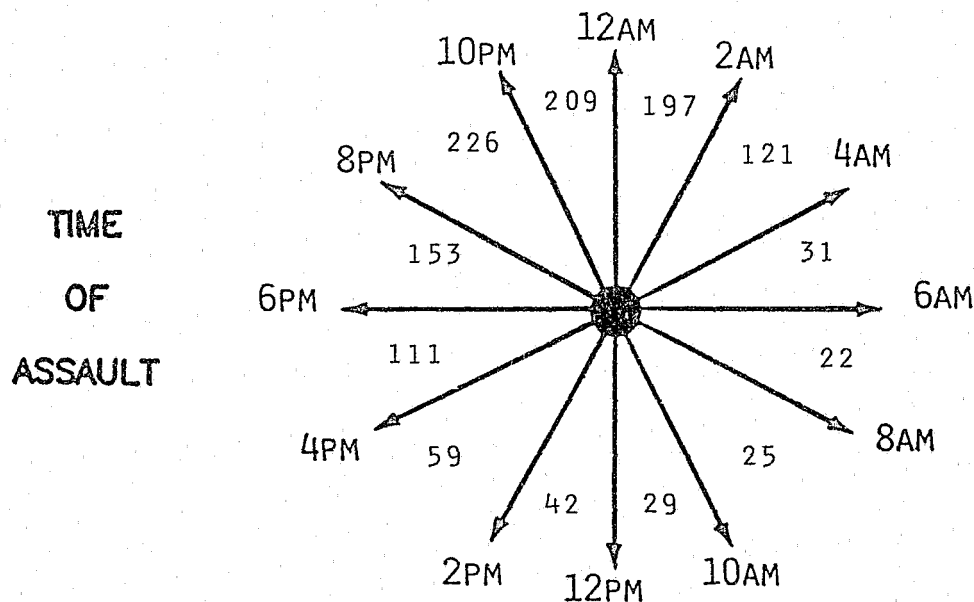 12AM
10PM
2AM
209
197
226
121
8PM
4AM
TIME
153
31
OF
6PM
6AM
ASSAULT
111
22
4PM
59
25
8AM
42
29
2PM
12PM
10AM